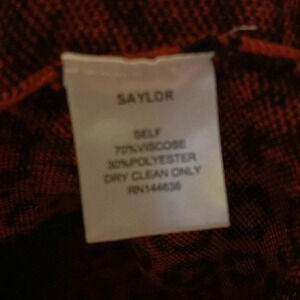 SAYLOR
SELF
70%VISCOSE
30%POLYESTER
DRY CLEAN ONLY
RN144636